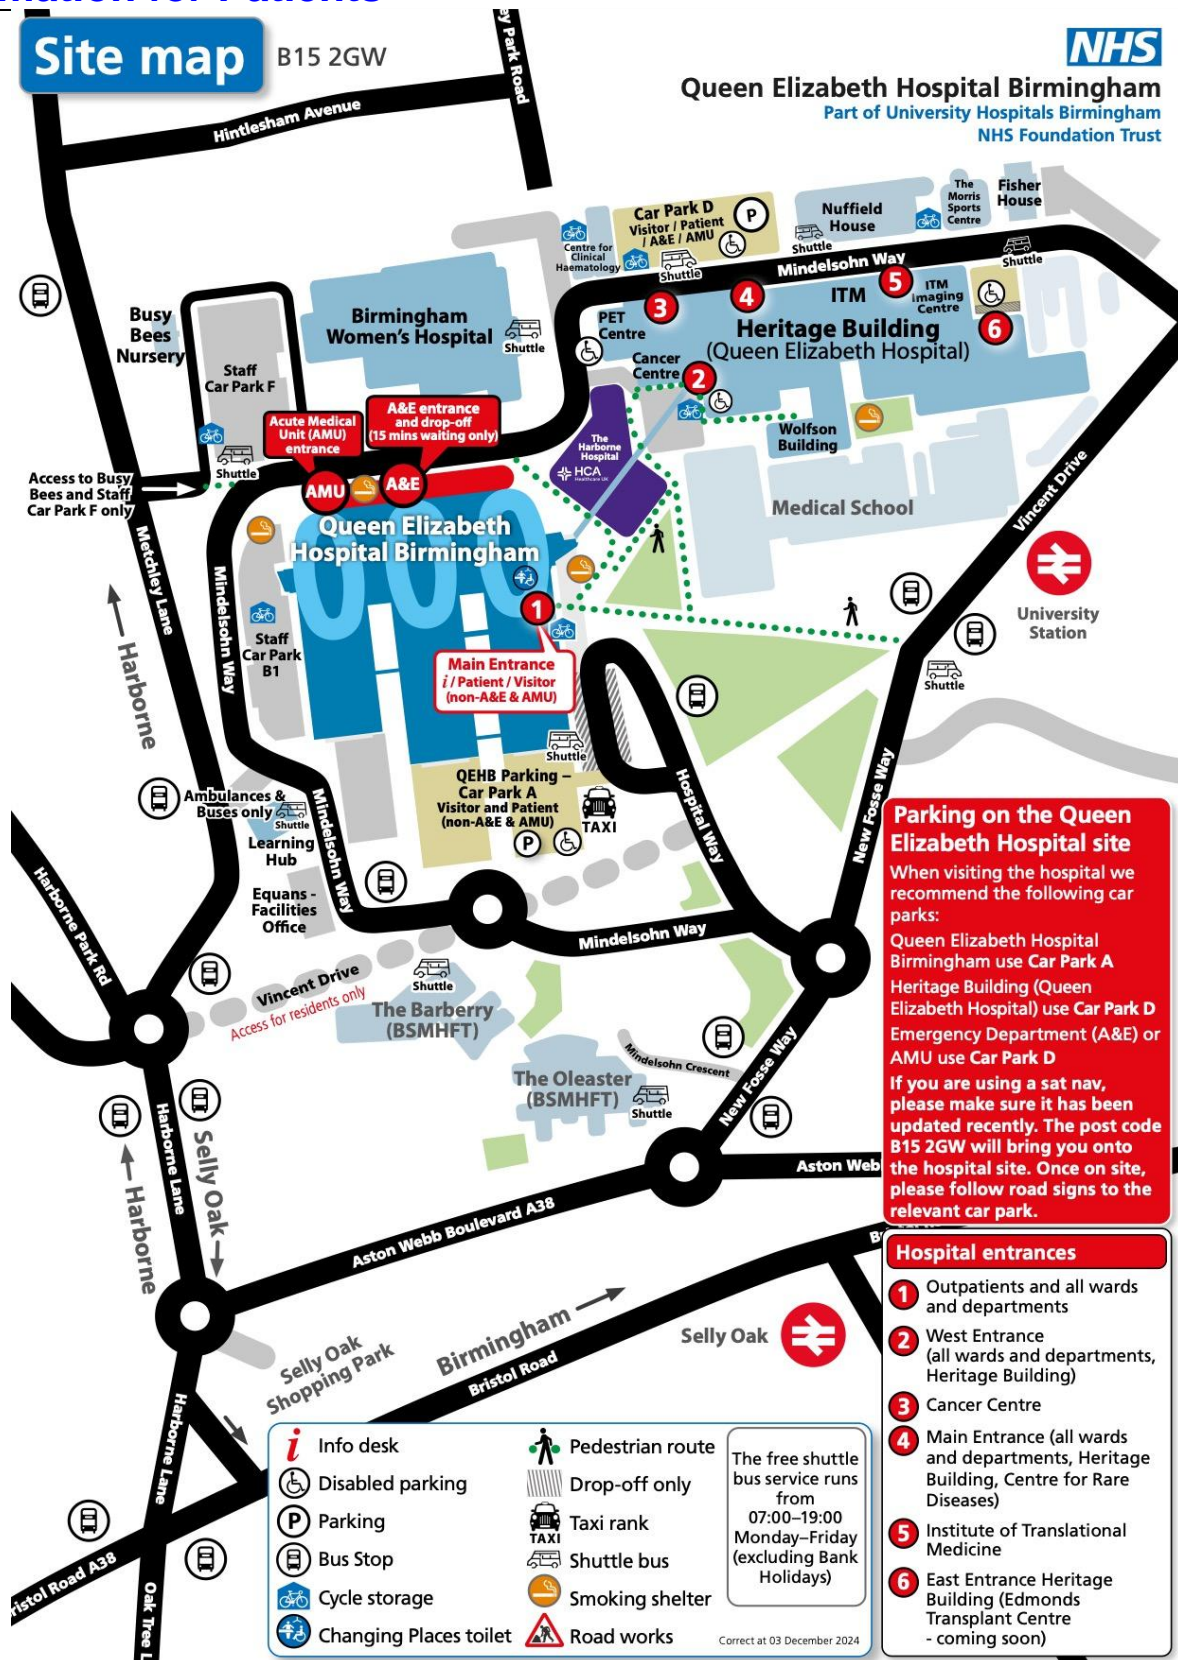 Site map
B15 2GW
NHS
Queen Elizabeth Hospital Birmingham
Part of University Hospitals Birmingham
NHS Foundation Trust
Park Road
Hintlesham Avenue
Car Park D
Visitor / Patient
/ A&E / AMU
P
Nuffield
House
The
Morris
Sports
Centre
Fisher
House
Centre for
Clinical
Haematology
Shuttle
Shuttle
Shuttle
Mindelsohn Way
Busy
Bees
Nursery
Birmingham
Women's Hospital
Shuttle
PET
Centre
3
4
5
ITM
ITM
Imaging
Centre
6
Heritage Building
(Queen Elizabeth Hospital)
Staff
Car Park F
Cancer
Centre
2
Acute Medical
Unit (AMU)
entrance
A&E entrance
and drop-off
(15 mins waiting only)
The
Harborne
Hospital
HCA
Healthcare UK
Wolfson
Building
Shuttle
Access to Busy
Bees and Staff
Car Park F only
AMU
A&E
Queen Elizabeth
Hospital Birmingham
Medical School
Vincent Drive
Metchley Lane
Harborne
Mindelsohn Way
Staff
Car Park
B1
1
Main Entrance
i / Patient / Visitor
(non-A&E & AMU)
University
Station
Shuttle
Shuttle
QEHB Parking –
Car Park A
Visitor and Patient
(non-A&E & AMU)
P
TAXI
Hospital Way
New Fosse Way
Ambulances &
Buses only
Shuttle
Learning
Hub
Mindelsohn Way
Equans -
Facilities
Office
Harborne Park Rd
Mindelsohn Way
Vincent Drive
Access for residents only
Shuttle
The Barberry
(BSMHFT)
The Oleaster
(BSMHFT)
Shuttle
Mindelsohn Crescent
New Fosse Way
Harborne Lane
Selly Oak
Harborne
Aston Webb Boulevard A38
Aston Web
Parking on the Queen
Elizabeth Hospital site
When visiting the hospital we
recommend the following car
parks:
Queen Elizabeth Hospital
Birmingham use Car Park A
Heritage Building (Queen
Elizabeth Hospital) use Car Park D
Emergency Department (A&E) or
AMU use Car Park D
If you are using a sat nav,
please make sure it has been
updated recently. The post code
B15 2GW will bring you onto
the hospital site. Once on site,
please follow road signs to the
relevant car park.
Selly Oak
Shopping Park
Birmingham
Bristol Road
Selly Oak
Harborne Lane
Bristol Road A38
Oak Tree L
Hospital entrances
1 Outpatients and all wards
and departments
2 West Entrance
(all wards and departments,
Heritage Building)
3 Cancer Centre
4 Main Entrance (all wards
and departments, Heritage
Building, Centre for Rare
Diseases)
5 Institute of Translational
Medicine
6 East Entrance Heritage
Building (Edmonds
Transplant Centre
- coming soon)
i Info desk
Disabled parking
P Parking
Bus Stop
Cycle storage
Changing Places toilet
Pedestrian route
Drop-off only
TAXI Taxi rank
Shuttle bus
Smoking shelter
Road works
The free shuttle
bus service runs
from
07:00–19:00
Monday–Friday
(excluding Bank
Holidays)
Correct at 03 December 2024